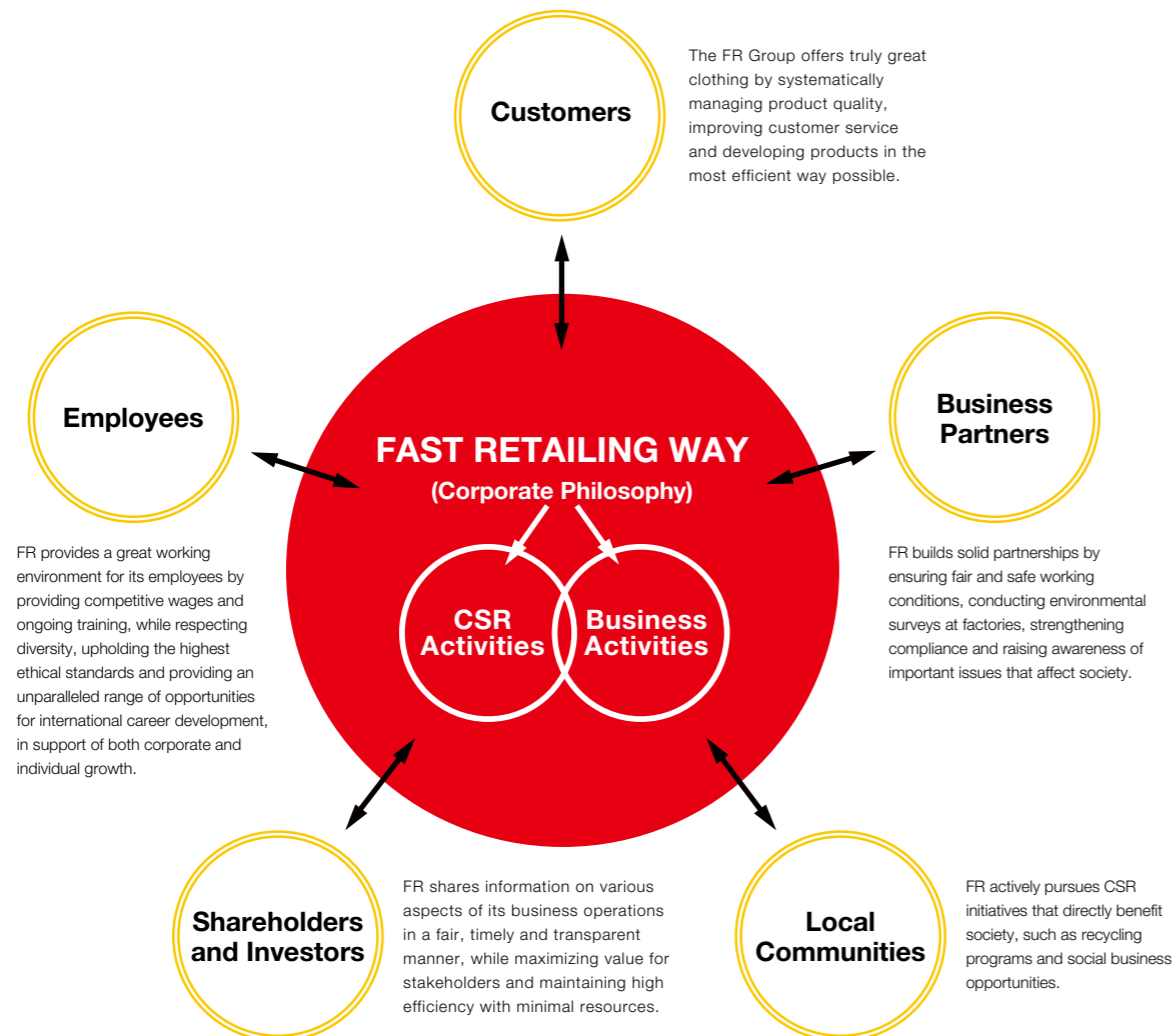 Customers
The FR Group offers truly great
clothing by systematically
managing product quality,
improving customer service
and developing products in the
most efficient way possible.
Employees
FR provides a great working
environment for its employees by
providing competitive wages and
ongoing training, while respecting
diversity, upholding the highest
ethical standards and providing an
unparalleled range of opportunities
for international career development,
in support of both corporate and
individual growth.
FAST RETAILING WAY
(Corporate Philosophy)
CSR
Activities
Business
Activities
Business
Partners
FR builds solid partnerships by
ensuring fair and safe working
conditions, conducting environmental
surveys at factories, strengthening
compliance and raising awareness of
important issues that affect society.
Shareholders
and Investors
FR shares information on various
aspects of its business operations
in a fair, timely and transparent
manner, while maximizing value for
stakeholders and maintaining high
efficiency with minimal resources.
Local
Communities
FR actively pursues CSR
initiatives that directly benefit
society, such as recycling
programs and social business
opportunities.